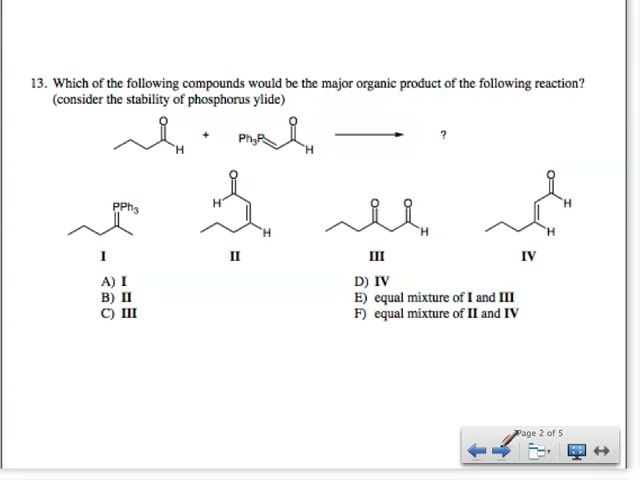 13. Which of the following compounds would be the major organic product of the following reaction?
(consider the stability of phosphorus ylide)
O
H
+
Ph3P
O
H
?
PPh3
I
O
H
H
II
O
O
H
III
O
H
H
IV
A) I
B) II
C) III
D) IV
E) equal mixture of I and III
F) equal mixture of II and IV
Page 2 of 5